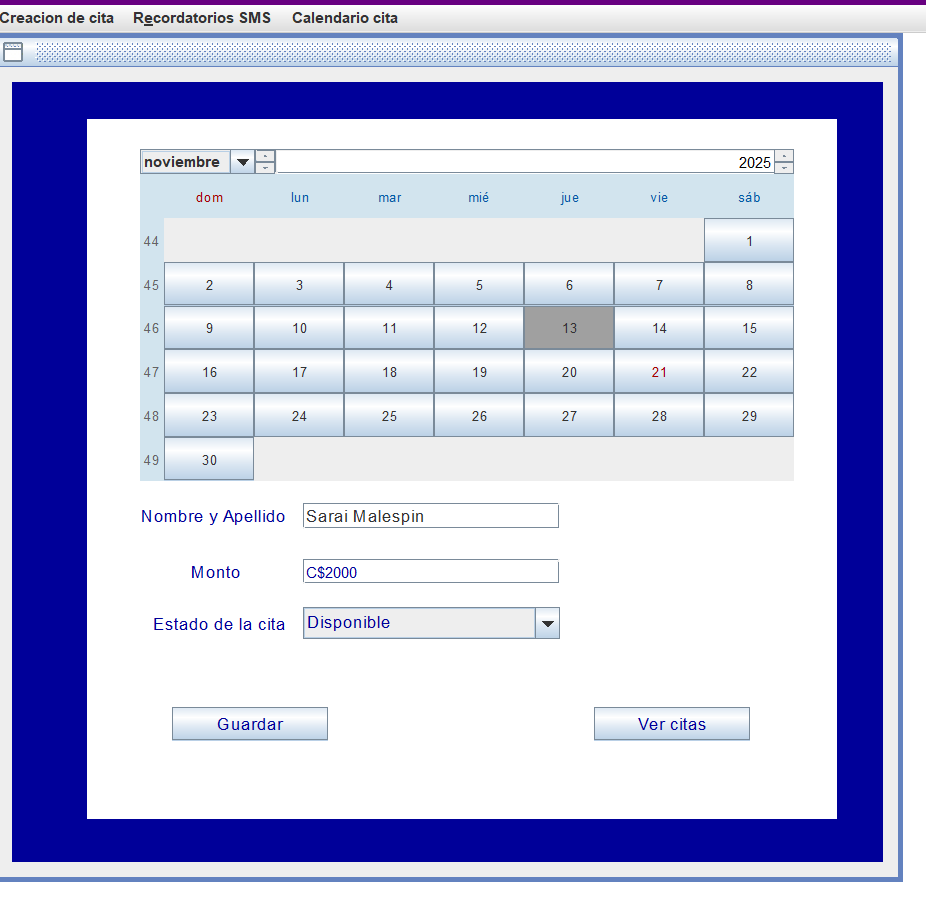 Creacion de cita Recordatorios SMS Calendario cita
noviembre 2025
dom lun mar mié jue vie sáb
44 1
45 2 3 4 5 6 7 8
46 9 10 11 12 13 14 15
47 16 17 18 19 20 21 22
48 23 24 25 26 27 28 29
49 30
Nombre y Apellido Sarai Malespin
Monto C$2000
Estado de la cita Disponible
Guardar Ver citas